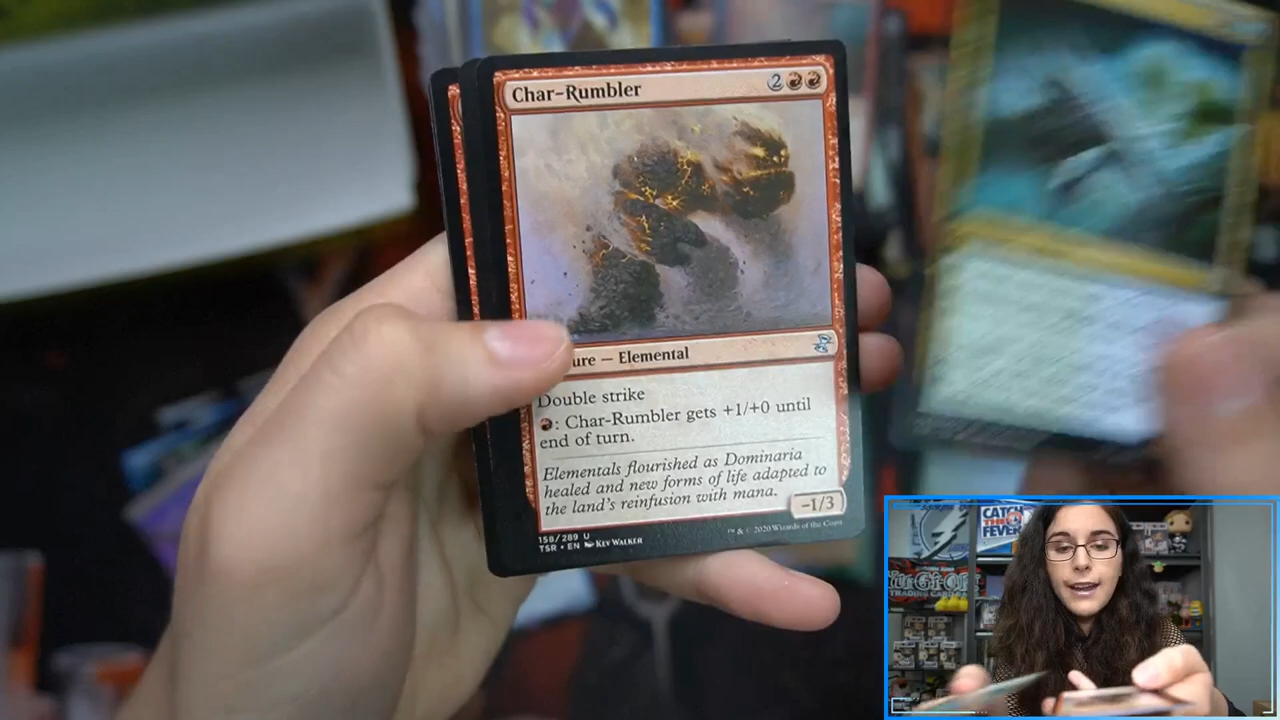 Char-Rumbler 2
ure — Elemental
Double strike
: Char-Rumbler gets +1/+0 until
end of turn.
Elementals flourished as Dominaria
healed and new forms of life adapted to
the land's reinfusion with mana.
-1/3
158/289 U
TSR • EN KEV WALKER
™ & © 2020 Wizards of the Coast
CATCH
THE
FEVER
Yu-Gi-Oh!
TRADING CARD